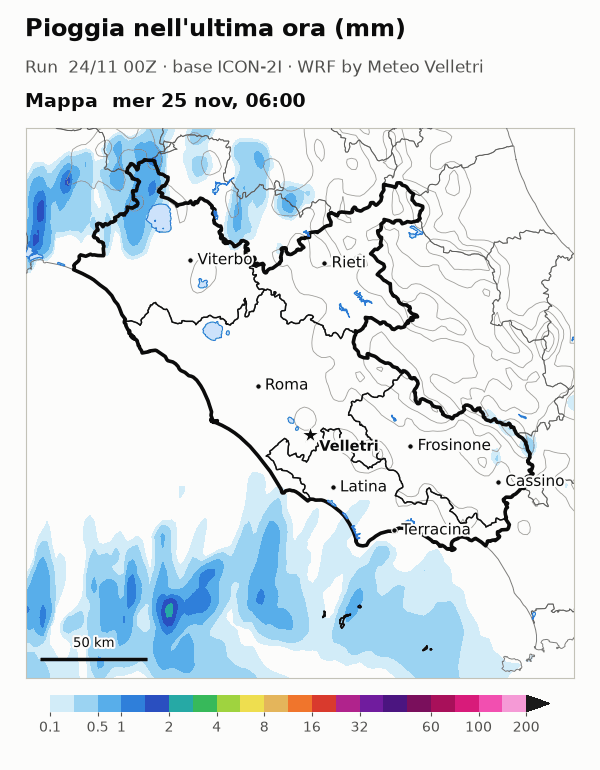 Pioggia nell'ultima ora (mm)
Run  24/11 00Z · base ICON-2I · WRF by Meteo Velletri
Mappa  mer 25 nov, 06:00
Viterbo
Rieti
Roma
Velletri
Frosinone
Latina
Cassino
Terracina
50 km
0.1 0.5 1 2 4 8 16 32 60 100 200